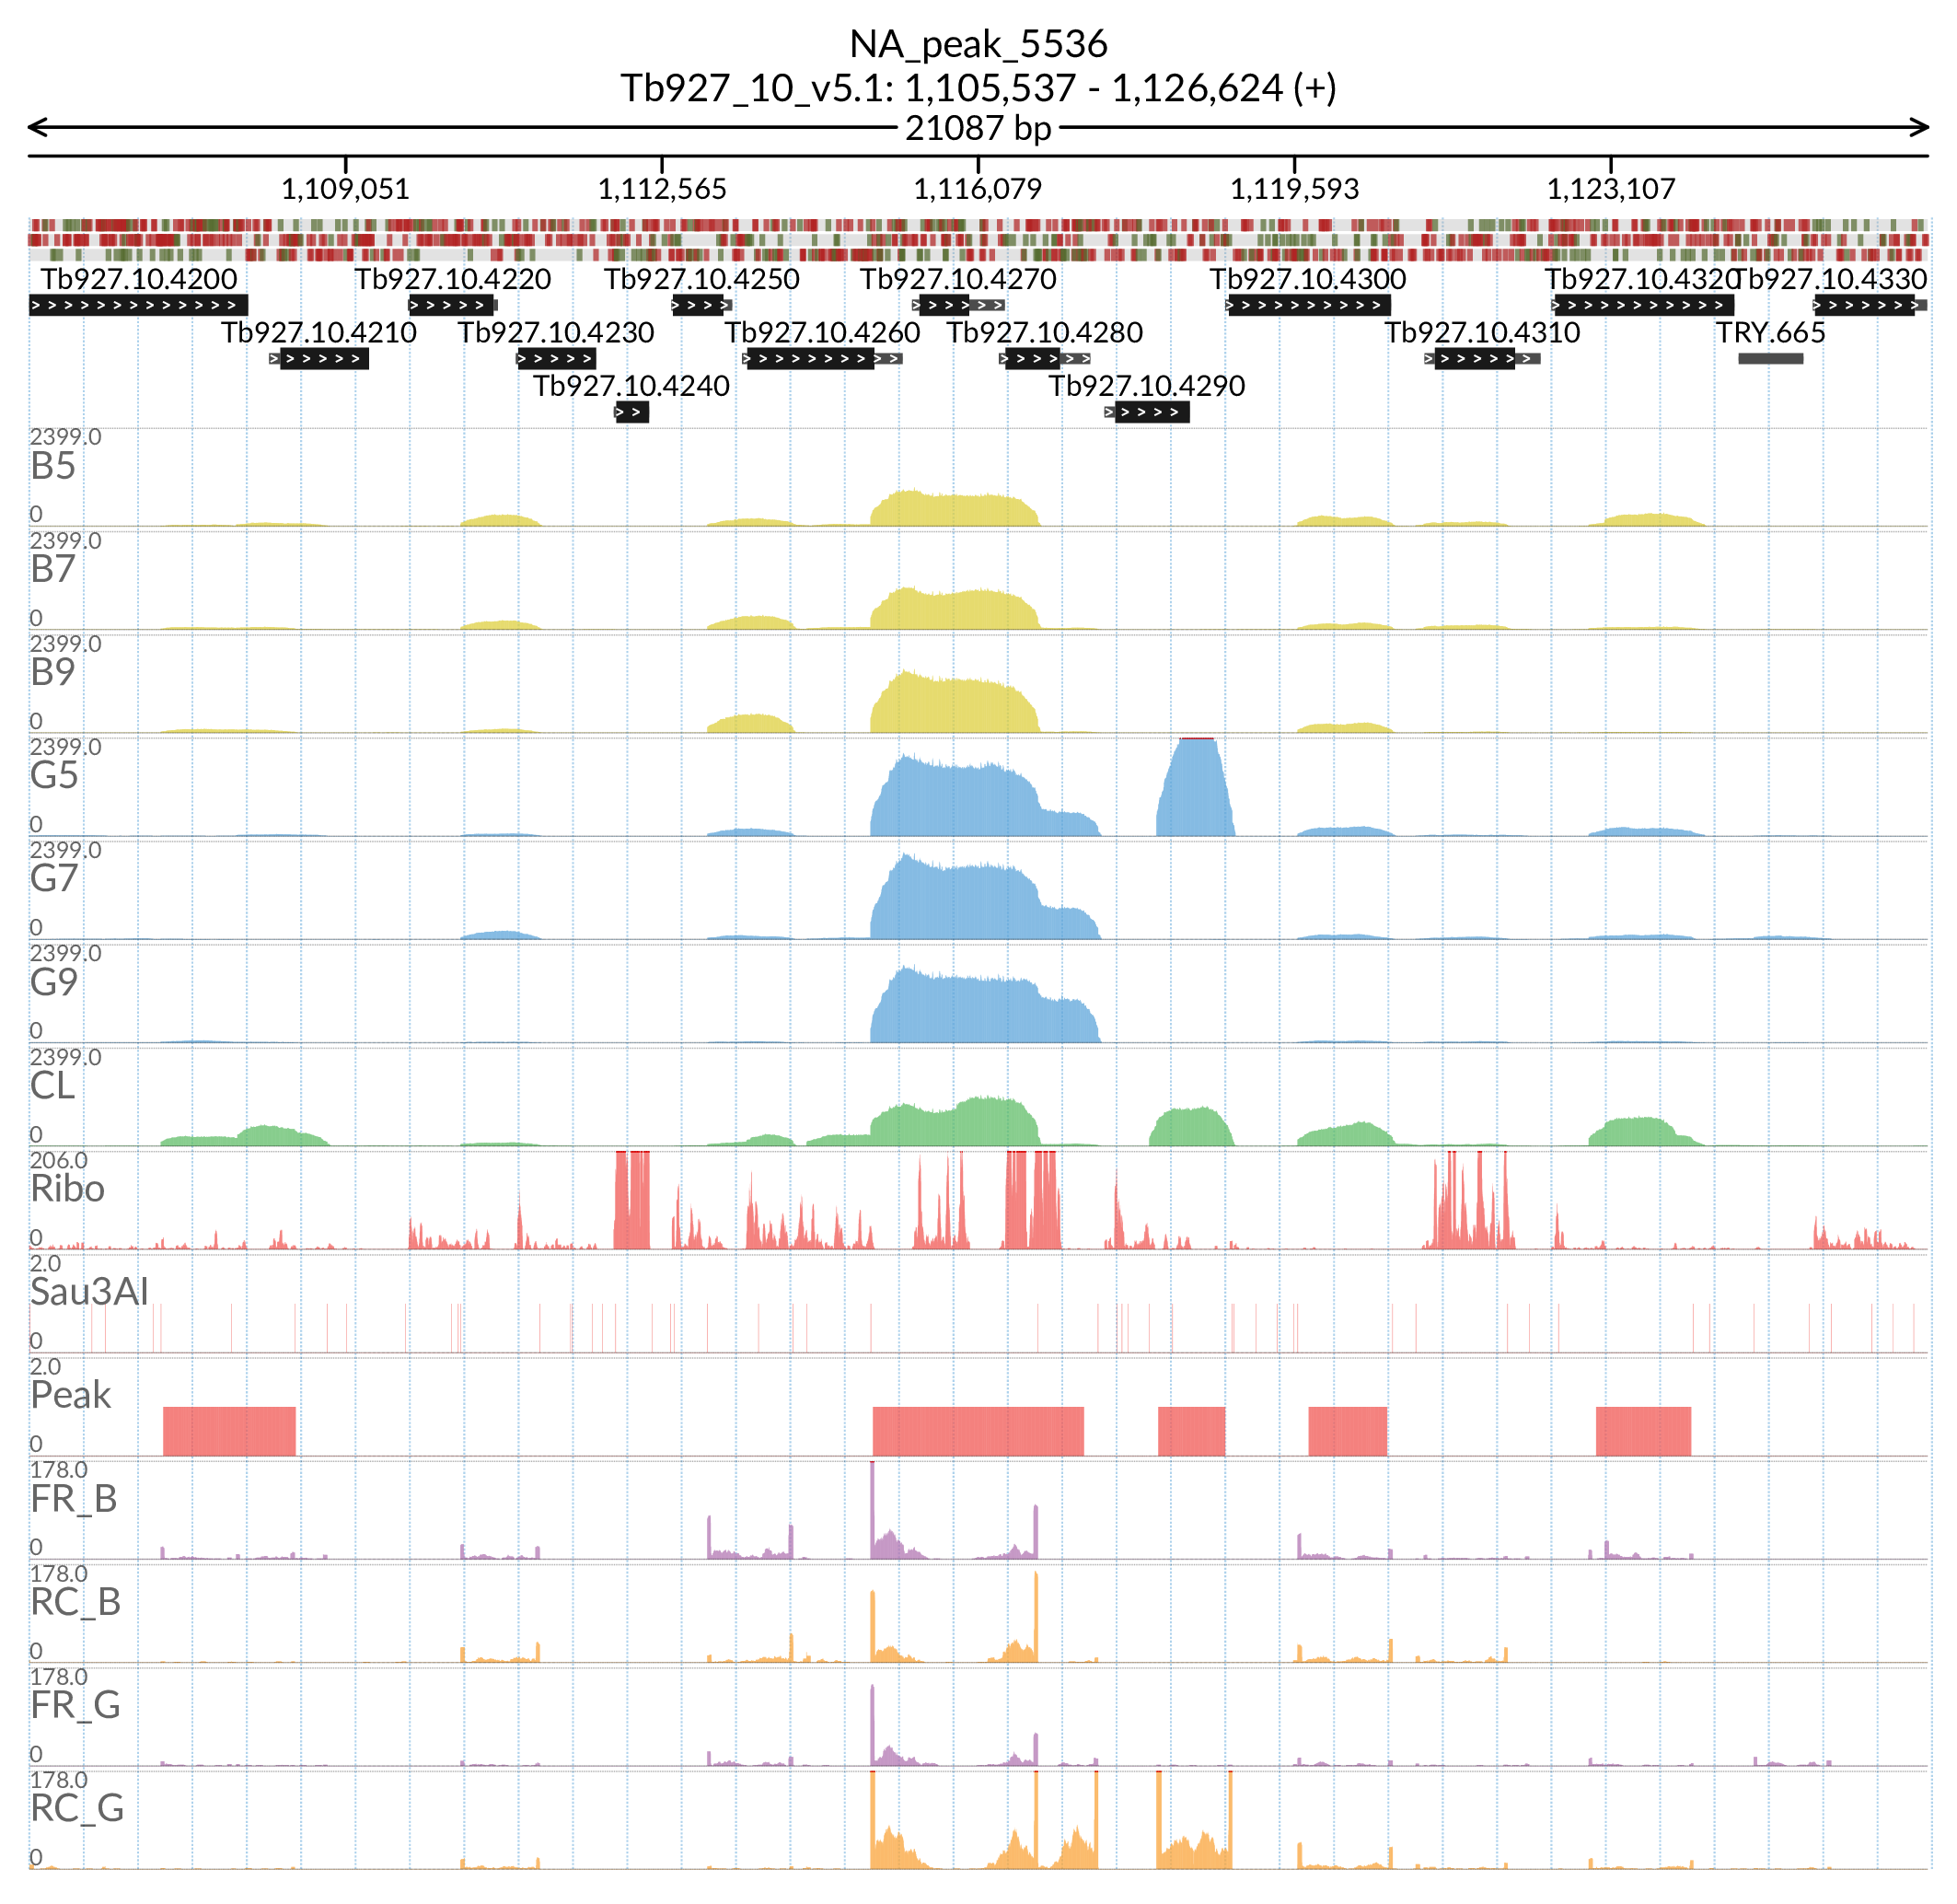 NA_peak_5536
Tb927_10_v5.1: 1,105,537 - 1,126,624 (+)
21087 bp
1,109,051 1,112,565 1,116,079 1,119,593 1,123,107
Tb927.10.4200 Tb927.10.4220 Tb927.10.4250 Tb927.10.4270 Tb927.10.4300 Tb927.10.4320 Tb927.10.4330
Tb927.10.4210 Tb927.10.4230 Tb927.10.4260 Tb927.10.4280 Tb927.10.4310 TRY.665
Tb927.10.4240 Tb927.10.4290
2399.0
B5
0
2399.0
B7
0
2399.0
B9
0
2399.0
G5
0
2399.0
G7
0
2399.0
G9
0
2399.0
CL
0
206.0
Ribo
0
2.0
Sau3AI
0
2.0
Peak
0
178.0
FR_B
0
178.0
RC_B
0
178.0
FR_G
0
178.0
RC_G
0